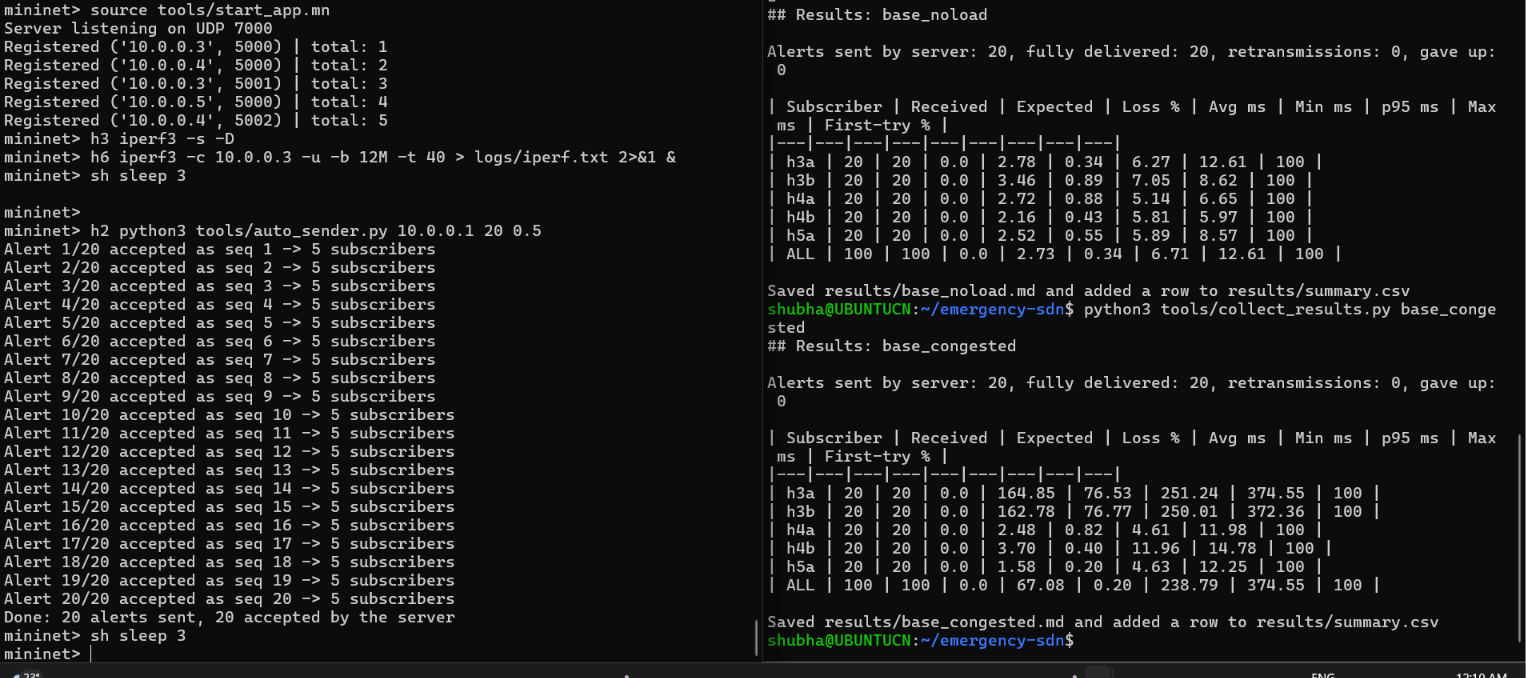 mininet> source tools/start_app.mn
Server listening on UDP 7000
Registered ('10.0.0.3', 5000) | total: 1
Registered ('10.0.0.4', 5000) | total: 2
Registered ('10.0.0.3', 5001) | total: 3
Registered ('10.0.0.5', 5000) | total: 4
Registered ('10.0.0.4', 5002) | total: 5
mininet> h3 iperf3 -s -D
mininet> h6 iperf3 -c 10.0.0.3 -u -b 12M -t 40 > logs/iperf.txt 2>&1 &
mininet> sh sleep 3
mininet>
mininet> h2 python3 tools/auto_sender.py 10.0.0.1 20 0.5
Alert 1/20 accepted as seq 1 -> 5 subscribers
Alert 2/20 accepted as seq 2 -> 5 subscribers
Alert 3/20 accepted as seq 3 -> 5 subscribers
Alert 4/20 accepted as seq 4 -> 5 subscribers
Alert 5/20 accepted as seq 5 -> 5 subscribers
Alert 6/20 accepted as seq 6 -> 5 subscribers
Alert 7/20 accepted as seq 7 -> 5 subscribers
Alert 8/20 accepted as seq 8 -> 5 subscribers
Alert 9/20 accepted as seq 9 -> 5 subscribers
Alert 10/20 accepted as seq 10 -> 5 subscribers
Alert 11/20 accepted as seq 11 -> 5 subscribers
Alert 12/20 accepted as seq 12 -> 5 subscribers
Alert 13/20 accepted as seq 13 -> 5 subscribers
Alert 14/20 accepted as seq 14 -> 5 subscribers
Alert 15/20 accepted as seq 15 -> 5 subscribers
Alert 16/20 accepted as seq 16 -> 5 subscribers
Alert 17/20 accepted as seq 17 -> 5 subscribers
Alert 18/20 accepted as seq 18 -> 5 subscribers
Alert 19/20 accepted as seq 19 -> 5 subscribers
Alert 20/20 accepted as seq 20 -> 5 subscribers
Done: 20 alerts sent, 20 accepted by the server
mininet> sh sleep 3
mininet>
## Results: base_noload
Alerts sent by server: 20, fully delivered: 20, retransmissions: 0, gave up:
0
| Subscriber | Received | Expected | Loss % | Avg ms | Min ms | p95 ms | Max
ms | First-try % |
|---|---|---|---|---|---|---|---|---|
| h3a | 20 | 20 | 0.0 | 2.78 | 0.34 | 6.27 | 12.61 | 100 |
| h3b | 20 | 20 | 0.0 | 3.46 | 0.89 | 7.05 | 8.62 | 100 |
| h4a | 20 | 20 | 0.0 | 2.72 | 0.88 | 5.14 | 6.65 | 100 |
| h4b | 20 | 20 | 0.0 | 2.16 | 0.43 | 5.81 | 5.97 | 100 |
| h5a | 20 | 20 | 0.0 | 2.52 | 0.55 | 5.89 | 8.57 | 100 |
| ALL | 100 | 100 | 0.0 | 2.73 | 0.34 | 6.71 | 12.61 | 100 |
Saved results/base_noload.md and added a row to results/summary.csv
shubha@UBUNTUCN:~/emergency-sdn$ python3 tools/collect_results.py base_conge
sted
## Results: base_congested
Alerts sent by server: 20, fully delivered: 20, retransmissions: 0, gave up:
0
| Subscriber | Received | Expected | Loss % | Avg ms | Min ms | p95 ms | Max
ms | First-try % |
|---|---|---|---|---|---|---|---|---|
| h3a | 20 | 20 | 0.0 | 164.85 | 76.53 | 251.24 | 374.55 | 100 |
| h3b | 20 | 20 | 0.0 | 162.78 | 76.77 | 250.01 | 372.36 | 100 |
| h4a | 20 | 20 | 0.0 | 2.48 | 0.82 | 4.61 | 11.98 | 100 |
| h4b | 20 | 20 | 0.0 | 3.70 | 0.40 | 11.96 | 14.78 | 100 |
| h5a | 20 | 20 | 0.0 | 1.58 | 0.20 | 4.63 | 12.25 | 100 |
| ALL | 100 | 100 | 0.0 | 67.08 | 0.20 | 238.79 | 374.55 | 100 |
Saved results/base_congested.md and added a row to results/summary.csv
shubha@UBUNTUCN:~/emergency-sdn$
23°
ENG
12:10 AM